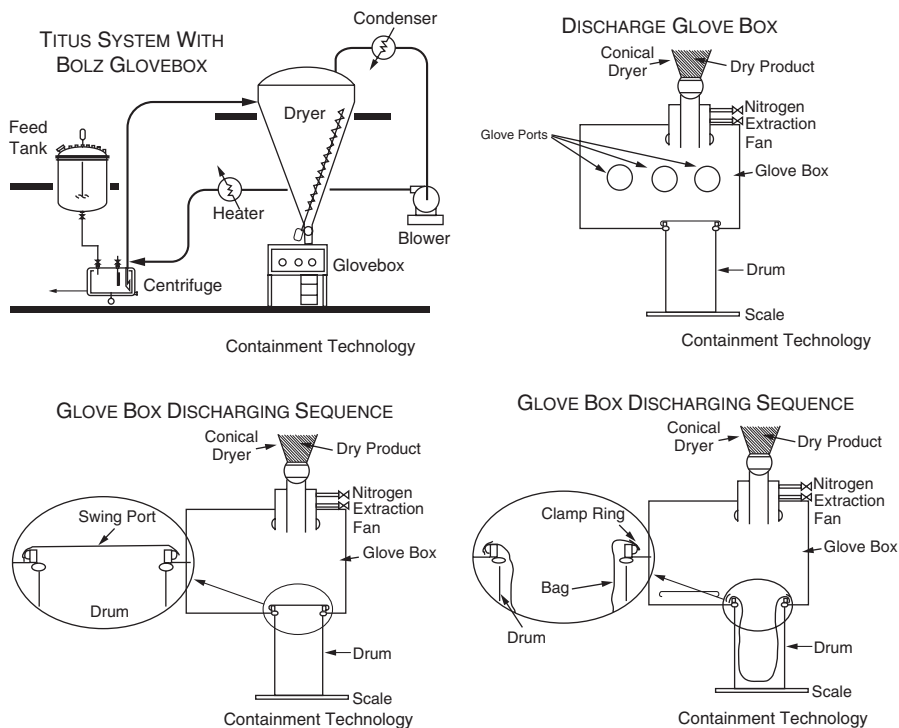 TITUS SYSTEM WITH
BOLZ GLOVEBOX
Condenser
Feed
Tank
Dryer
Heater
Blower
Glovebox
Centrifuge
Containment Technology
DISCHARGE GLOVE BOX
Conical
Dryer
Dry Product
Nitrogen
Extraction
Fan
Glove Ports
Glove Box
Drum
Scale
Containment Technology
GLOVE BOX DISCHARGING SEQUENCE
Conical
Dryer
Dry Product
Nitrogen
Extraction
Fan
Swing Port
Glove Box
Drum
Drum
Scale
Containment Technology
GLOVE BOX DISCHARGING SEQUENCE
Conical
Dryer
Dry Product
Nitrogen
Extraction
Fan
Clamp Ring
Glove Box
Bag
Drum
Drum
Scale
Containment Technology